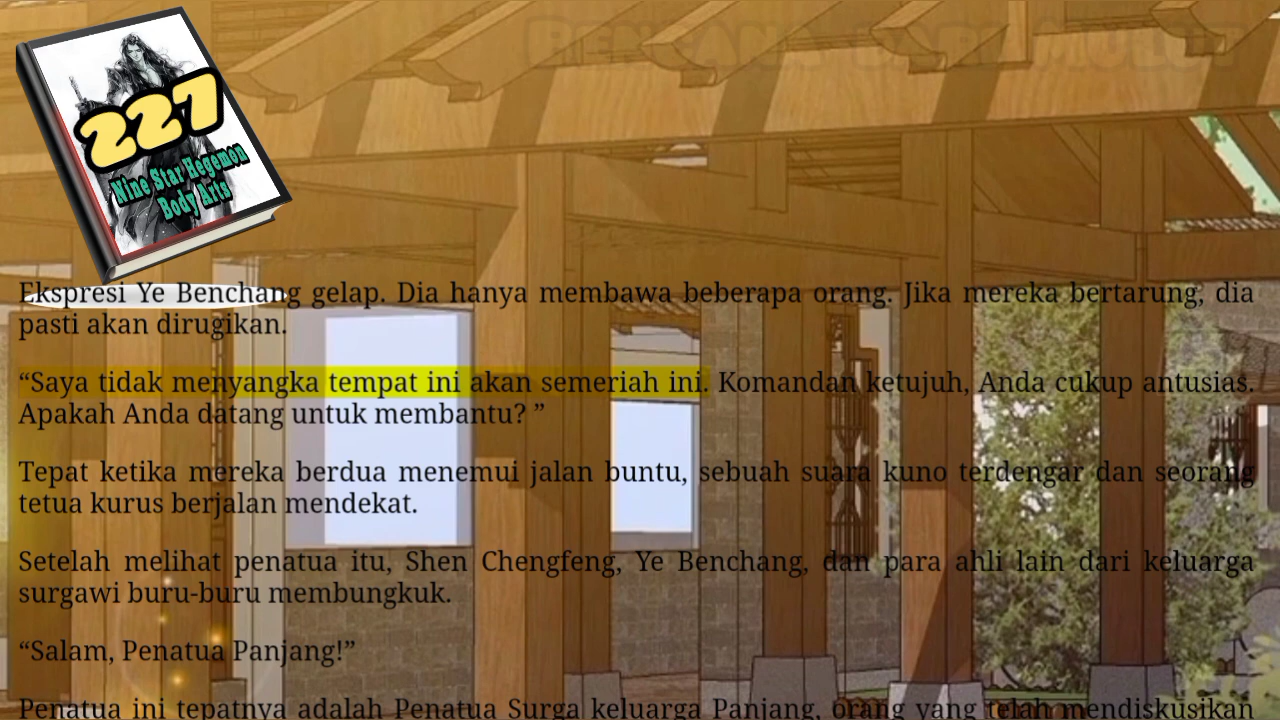 RENCANA DARI MULUT
227
Nine Star Hegemon
Body Arts
Ekspresi Ye Benchang gelap. Dia hanya membawa beberapa orang. Jika mereka bertarung, dia
pasti akan dirugikan.
“Saya tidak menyangka tempat ini akan semeriah ini. Komandan ketujuh, Anda cukup antusias.
Apakah Anda datang untuk membantu? ”
Tepat ketika mereka berdua menemui jalan buntu, sebuah suara kuno terdengar dan seorang
tetua kurus berjalan mendekat.
Setelah melihat penatua itu, Shen Chengfeng, Ye Benchang, dan para ahli lain dari keluarga
surgawi buru-buru membungkuk.
“Salam, Penatua Panjang!”
Penatua ini tepatnya adalah Penatua Surga keluarga Panjang, orang yang telah mendiskusikan